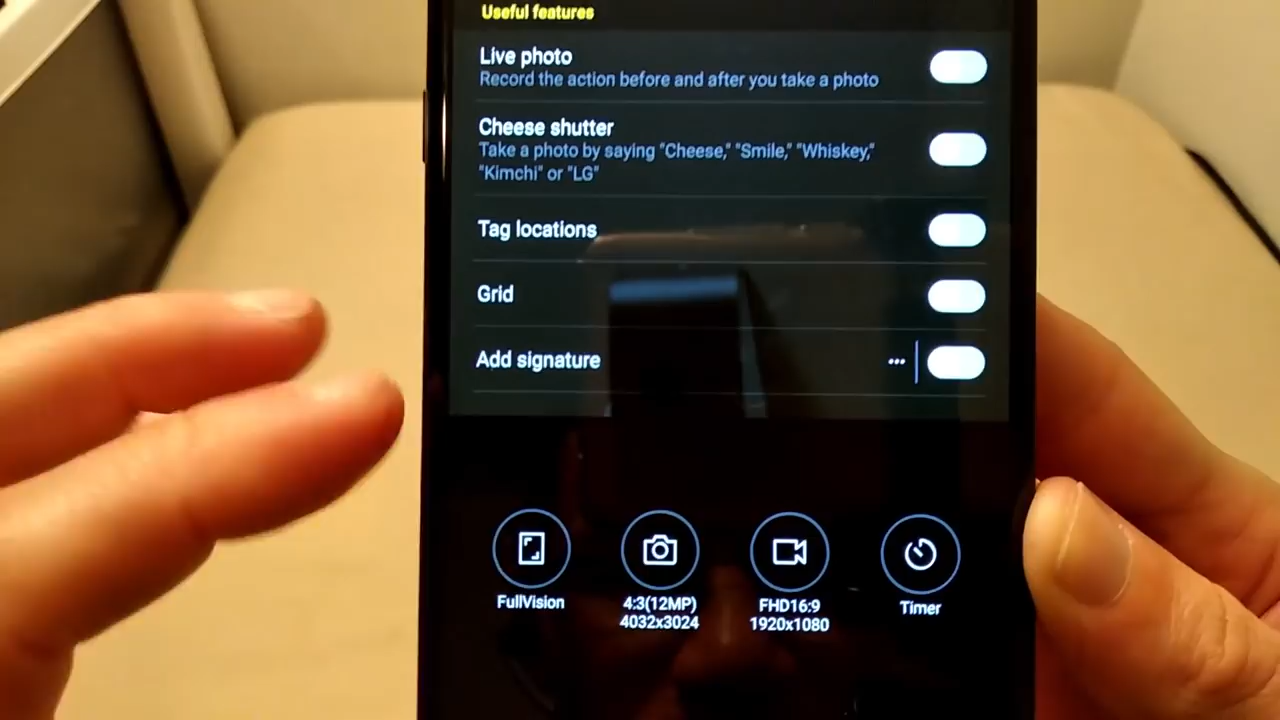 Useful features
Live photo
Record the action before and after you take a photo
Cheese shutter
Take a photo by saying "Cheese," "Smile," "Whiskey,"
"Kimchi" or "LG"
Tag locations
Grid
Add signature
FullVision
4:3(12MP)
4032x3024
FHD16:9
1920x1080
Timer